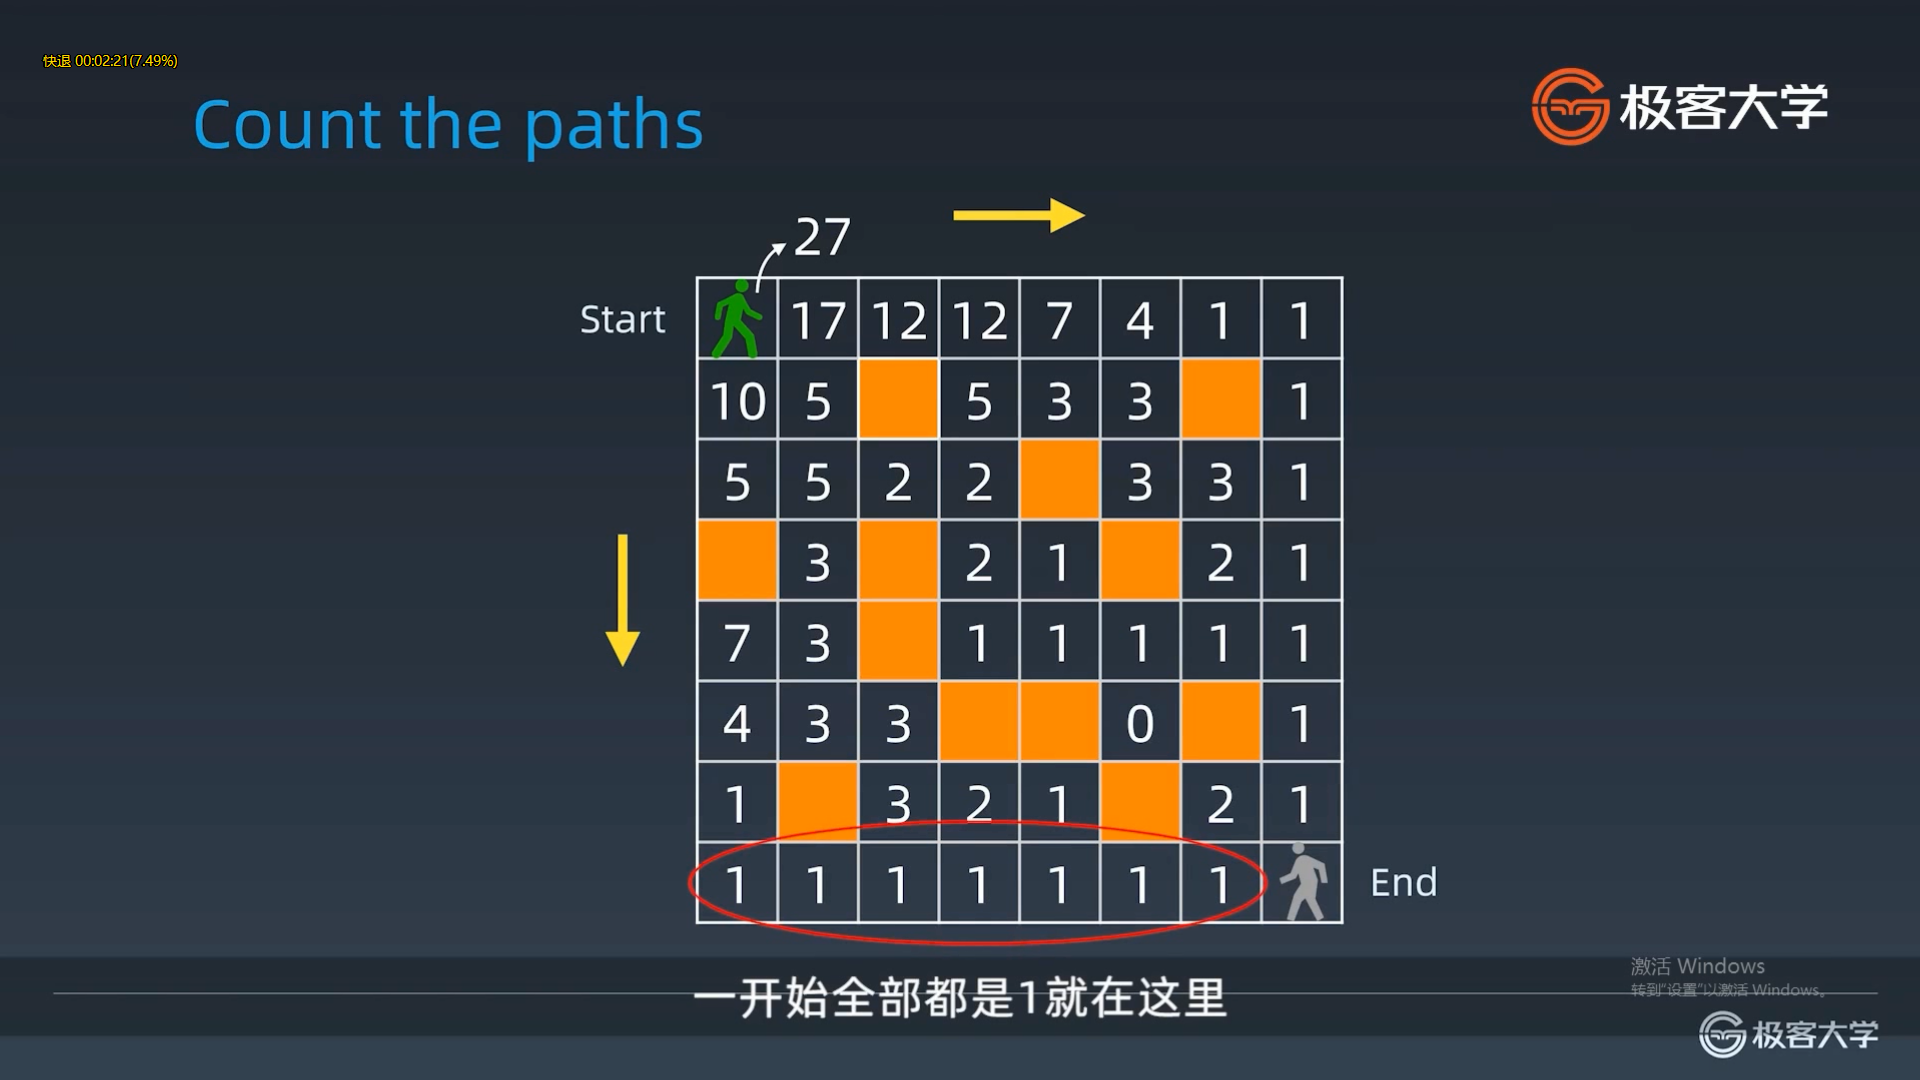 快退 00:02:21(7.49%)
Count the paths
极客大学
27
Start
17 12 12 7 4 1 1
10 5 5 3 3 1
5 5 2 2 3 3 1
3 2 1 2 1
7 3 1 1 1 1 1
4 3 3 0 1
1 3 2 1 2 1
1 1 1 1 1 1 1
End
一开始全部都是1就在这里
激活 Windows
转到"设置"以激活 Windows。
极客大学